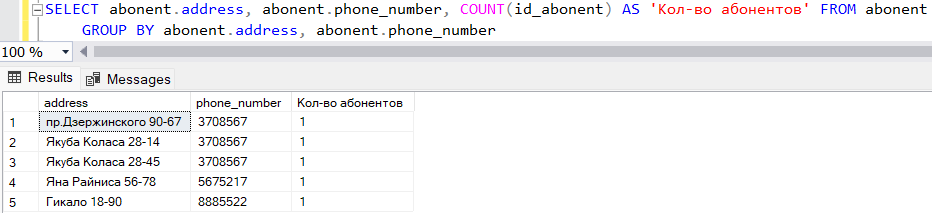 SELECT abonent.address, abonent.phone_number, COUNT(id_abonent) AS 'Кол-во абонентов' FROM abonent
GROUP BY abonent.address, abonent.phone_number
100 %
Results Messages
address phone_number Кол-во абонентов
1 пр.Дзержинского 90-67 3708567 1
2 Якуба Коласа 28-14 3708567 1
3 Якуба Коласа 28-45 3708567 1
4 Яна Райниса 56-78 5675217 1
5 Гикало 18-90 8885522 1